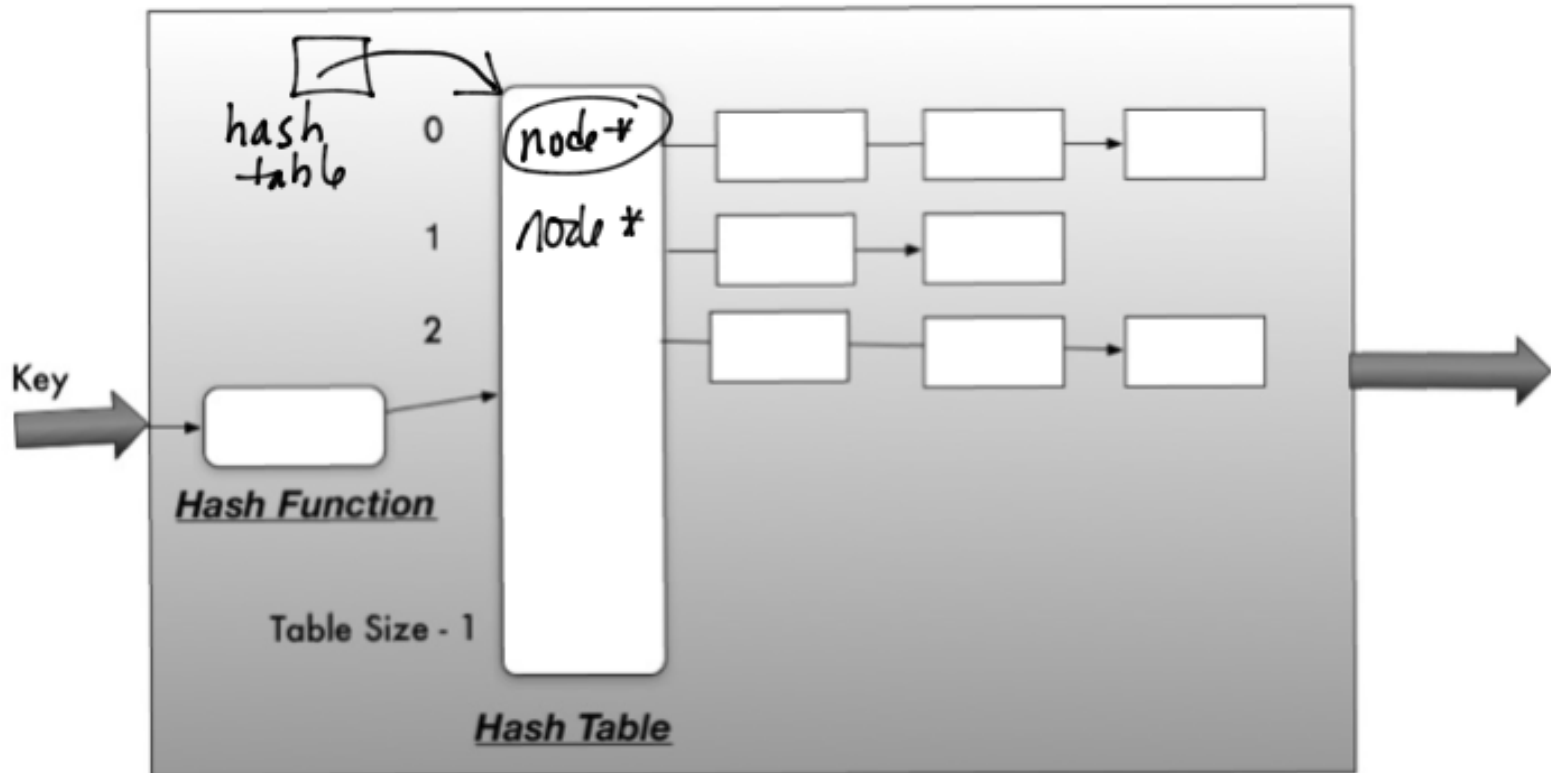 hash
table
0
node *
1
node *
2
Key
Hash Function
Table Size - 1
Hash Table